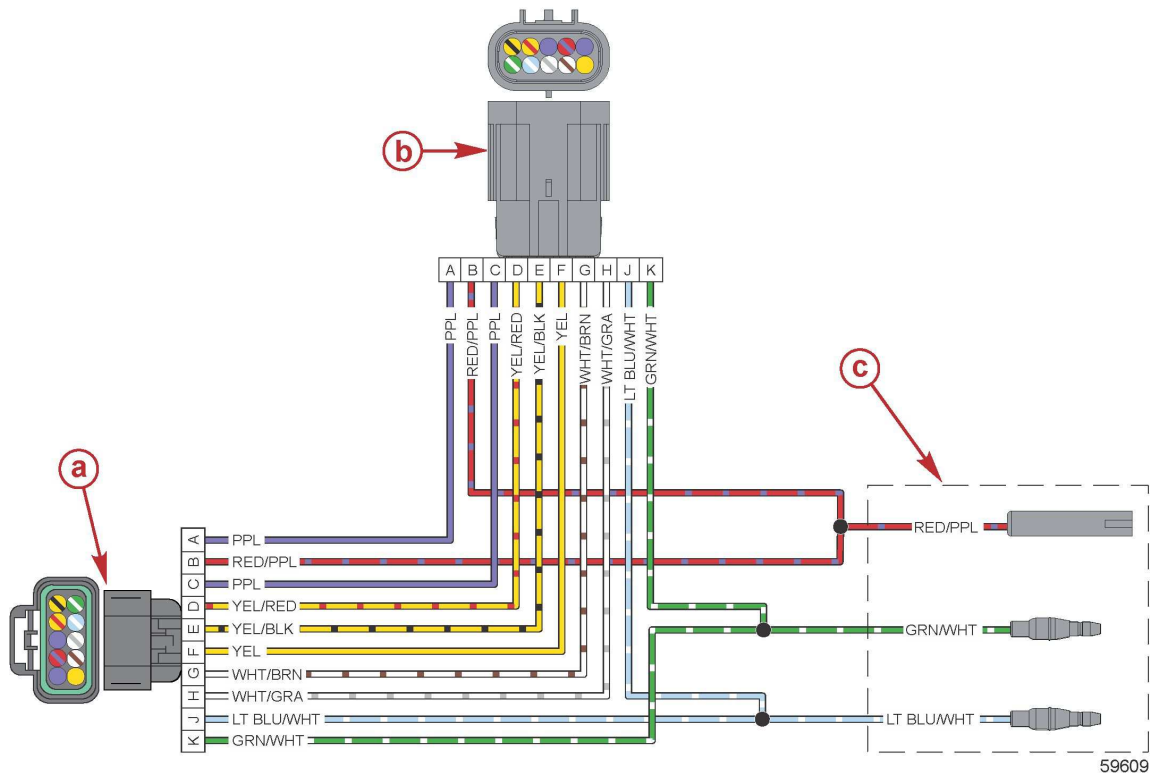 b
A B C D E F G H J K
PPL
RED/PPL
PPL
YEL/RED
YEL/BLK
YEL
WHT/BRN
WHT/GRA
LT BLU/WHT
GRN/WHT
c
a
A PPL
B RED/PPL
C PPL
D YEL/RED
E YEL/BLK
F YEL
G WHT/BRN
H WHT/GRA
J LT BLU/WHT
K GRN/WHT
RED/PPL
GRN/WHT
LT BLU/WHT
59609